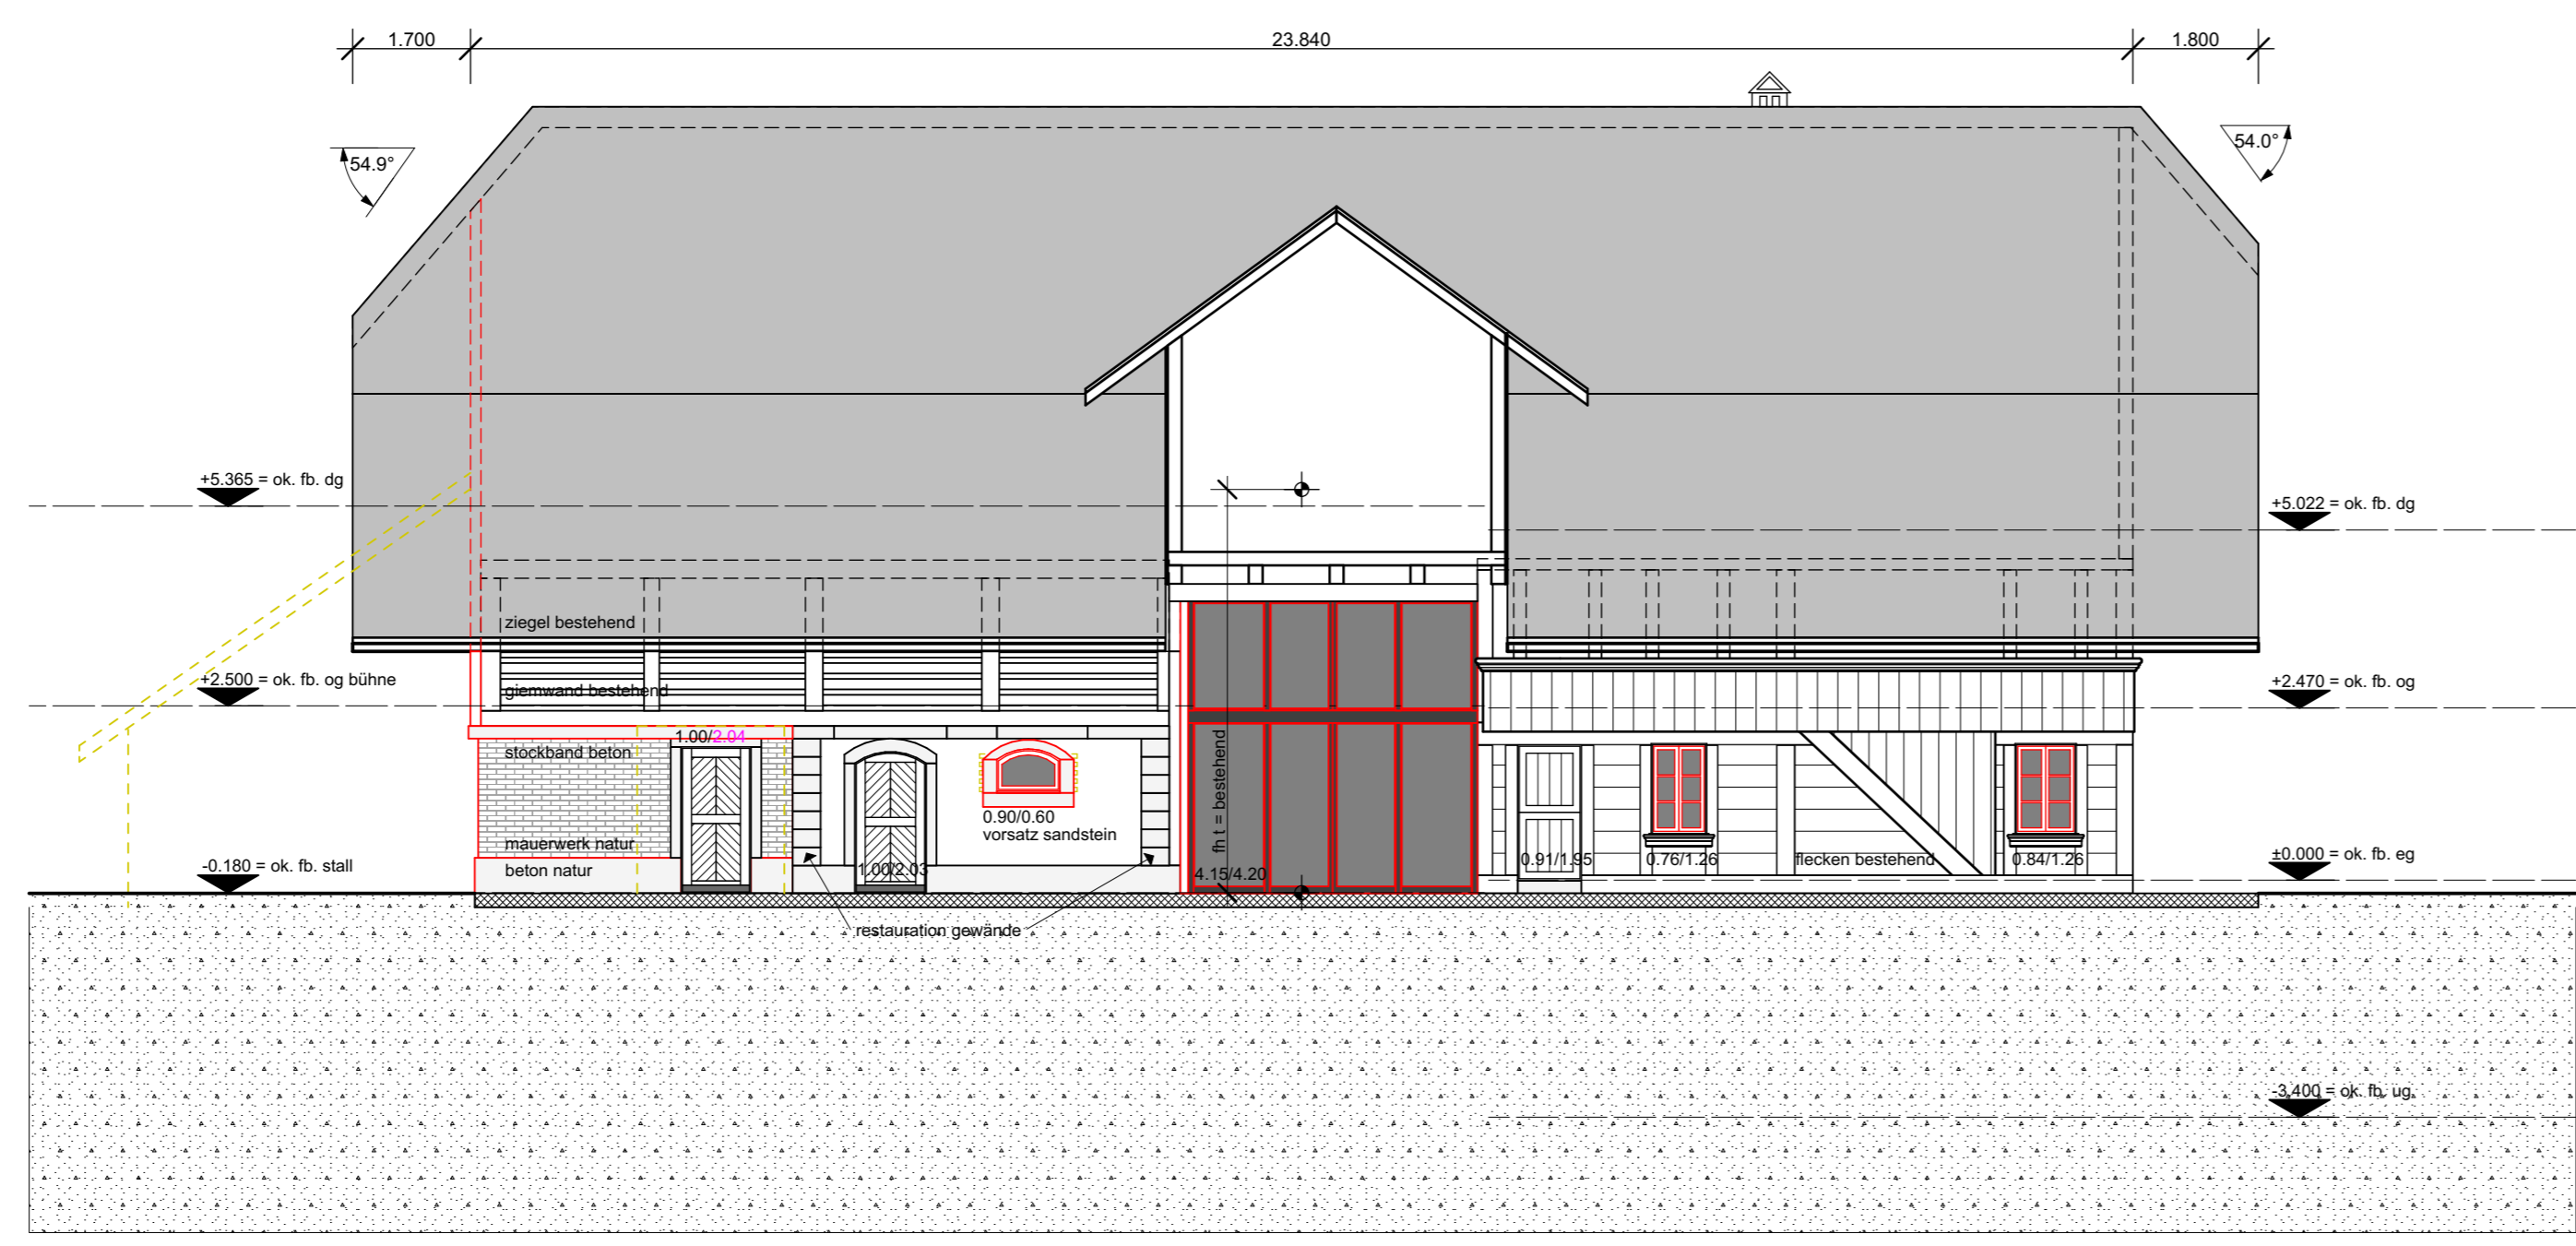 1.700
23.840
1.800
54.9°
54.0°
+5.365 = ok. fb. dg
+5.022 = ok. fb. dg
ziegel bestehend
+2.500 = ok. fb. og bühne
giemwand bestehend
+2.470 = ok. fb. og
1.00/2.04
stockband beton
fh t = bestehend
0.90/0.60
vorsatz sandstein
mauerwerk natur
-0.180 = ok. fb. stall
beton natur
1.00/2.03
4.15/4.20
0.91/1.95
0.76/1.26
flecken bestehend
0.84/1.26
±0.000 = ok. fb. eg
restauration gewände
-3.400 = ok. fb. ug